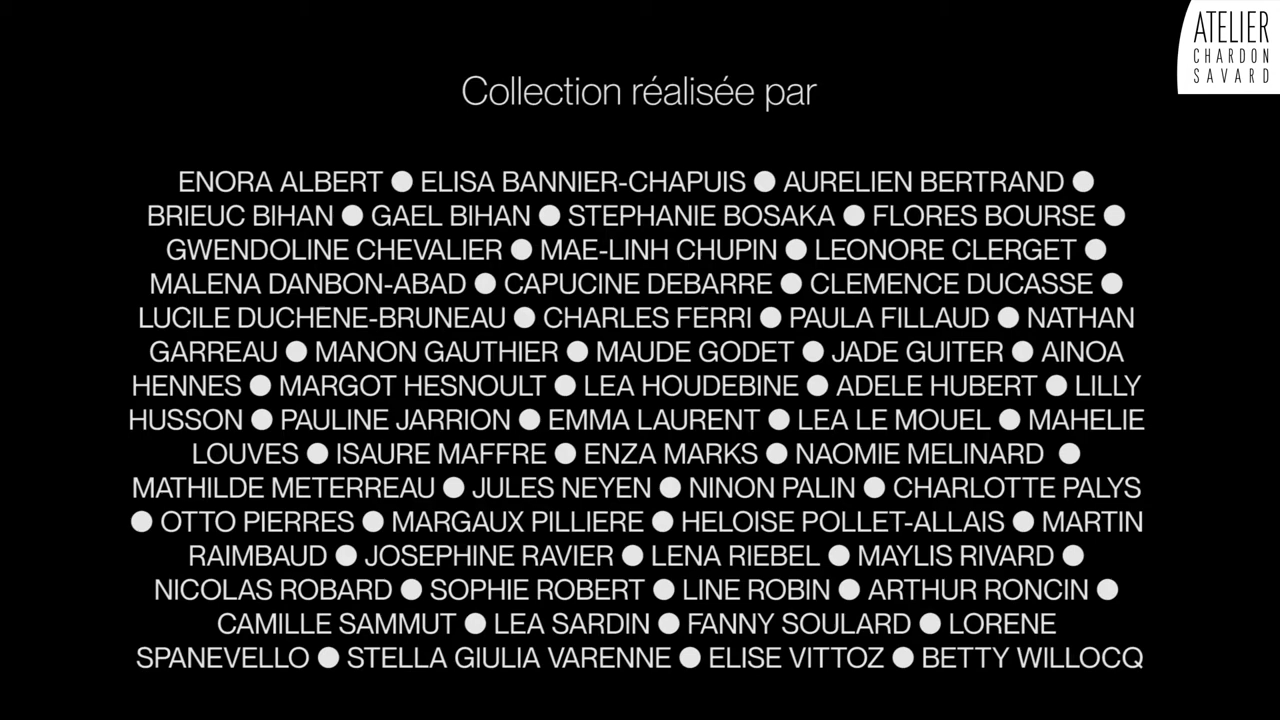 ATELIER
CHARDON
SAVARD
Collection réalisée par
ENORA ALBERT ● ELISA BANNIER-CHAPUIS ● AURELIEN BERTRAND ●
BRIEUC BIHAN ● GAEL BIHAN ● STEPHANIE BOSAKA ● FLORES BOURSE ●
GWENDOLINE CHEVALIER ● MAE-LINH CHUPIN ● LEONORE CLERGET ●
MALENA DANBON-ABAD ● CAPUCINE DEBARRE ● CLEMENCE DUCASSE ●
LUCILE DUCHENE-BRUNEAU ● CHARLES FERRI ● PAULA FILLAUD ● NATHAN
GARREAU ● MANON GAUTHIER ● MAUDE GODET ● JADE GUITER ● AINOA
HENNES ● MARGOT HESNOULT ● LEA HOUDEBINE ● ADELE HUBERT ● LILLY
HUSSON ● PAULINE JARRION ● EMMA LAURENT ● LEA LE MOUEL ● MAHELIE
LOUVES ● ISAURE MAFFRE ● ENZA MARKS ● NAOMIE MELINARD ●
MATHILDE METERREAU ● JULES NEYEN ● NINON PALIN ● CHARLOTTE PALYS
● OTTO PIERRES ● MARGAUX PILLIERE ● HELOISE POLLET-ALLAIS ● MARTIN
RAIMBAUD ● JOSEPHINE RAVIER ● LENA RIEBEL ● MAYLIS RIVARD ●
NICOLAS ROBARD ● SOPHIE ROBERT ● LINE ROBIN ● ARTHUR RONCIN ●
CAMILLE SAMMUT ● LEA SARDIN ● FANNY SOULARD ● LORENE
SPANEVELLO ● STELLA GIULIA VARENNE ● ELISE VITTOZ ● BETTY WILLOCQ